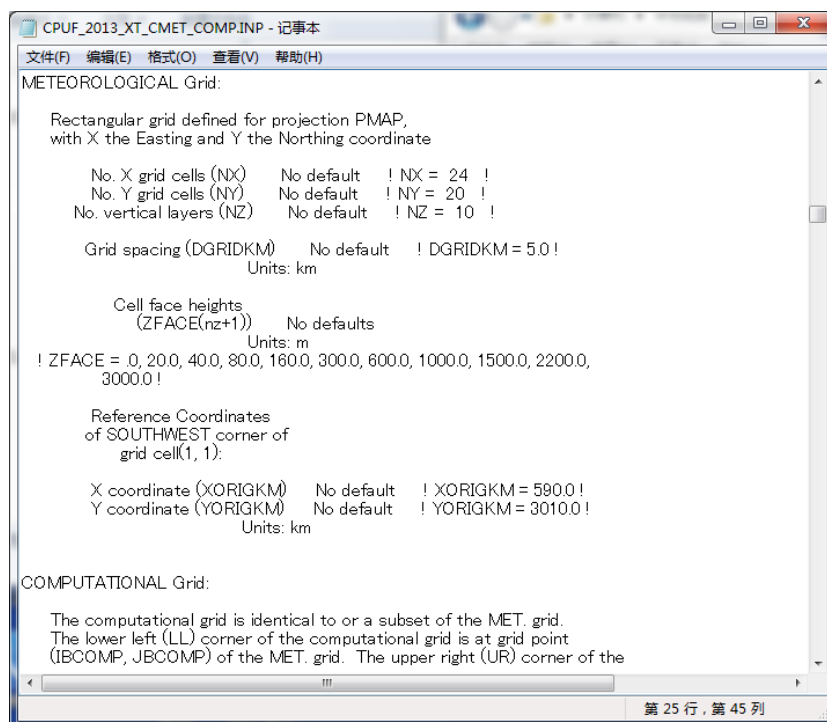 CPUF_2013_XT_CMET_COMP.INP - 记事本
文件(F) 编辑(E) 格式(O) 查看(V) 帮助(H)
METEOROLOGICAL Grid:
Rectangular grid defined for projection PMAP,
with X the Easting and Y the Northing coordinate
No. X grid cells (NX) No default ! NX = 24 !
No. Y grid cells (NY) No default ! NY = 20 !
No. vertical layers (NZ) No default ! NZ = 10 !
Grid spacing (DGRIDKM) No default ! DGRIDKM = 5.0 !
Units: km
Cell face heights
(ZFACE(nz+1)) No defaults
Units: m
! ZFACE = .0, 20.0, 40.0, 80.0, 160.0, 300.0, 600.0, 1000.0, 1500.0, 2200.0,
3000.0 !
Reference Coordinates
of SOUTHWEST corner of
grid cell(1, 1):
X coordinate (XORIGKM) No default ! XORIGKM = 590.0 !
Y coordinate (YORIGKM) No default ! YORIGKM = 3010.0 !
Units: km
COMPUTATIONAL Grid:
The computational grid is identical to or a subset of the MET. grid.
The lower left (LL) corner of the computational grid is at grid point
(IBCOMP, JBCOMP) of the MET. grid. The upper right (UR) corner of the
第 25 行，第 45 列